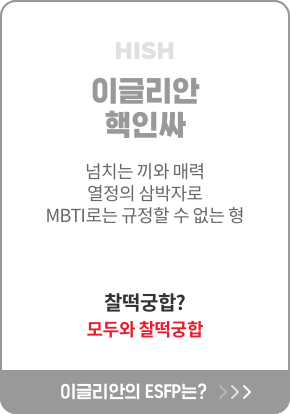 HISH
이글리안
핵인싸
넘치는 끼와 매력
열정의 삼박자로
MBTI로는 규정할 수 없는 형
찰떡궁합?
모두와 찰떡궁합
이글리안의 ESFP는? >>>